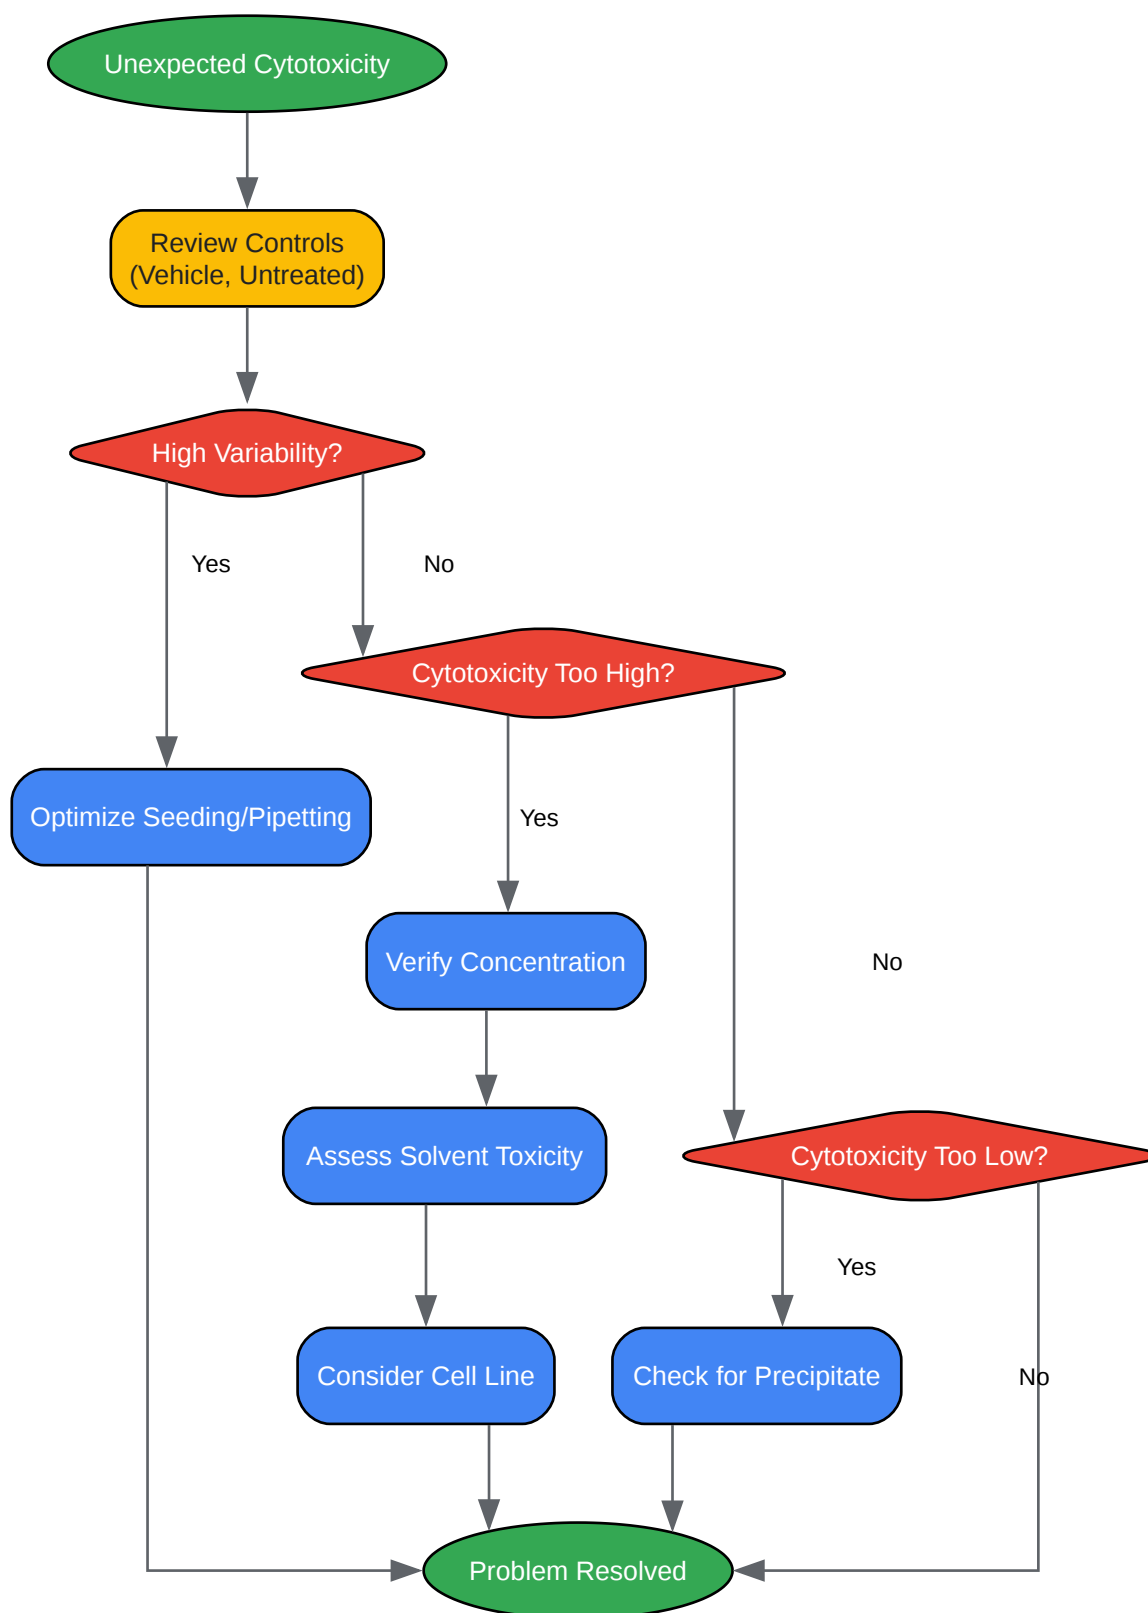 Unexpected Cytotoxicity
Review Controls
(Vehicle, Untreated)
High Variability?
Yes
No
Cytotoxicity Too High?
Optimize Seeding/Pipetting
Yes
Verify Concentration
No
Assess Solvent Toxicity
Cytotoxicity Too Low?
Yes
Consider Cell Line
Check for Precipitate
No
Problem Resolved